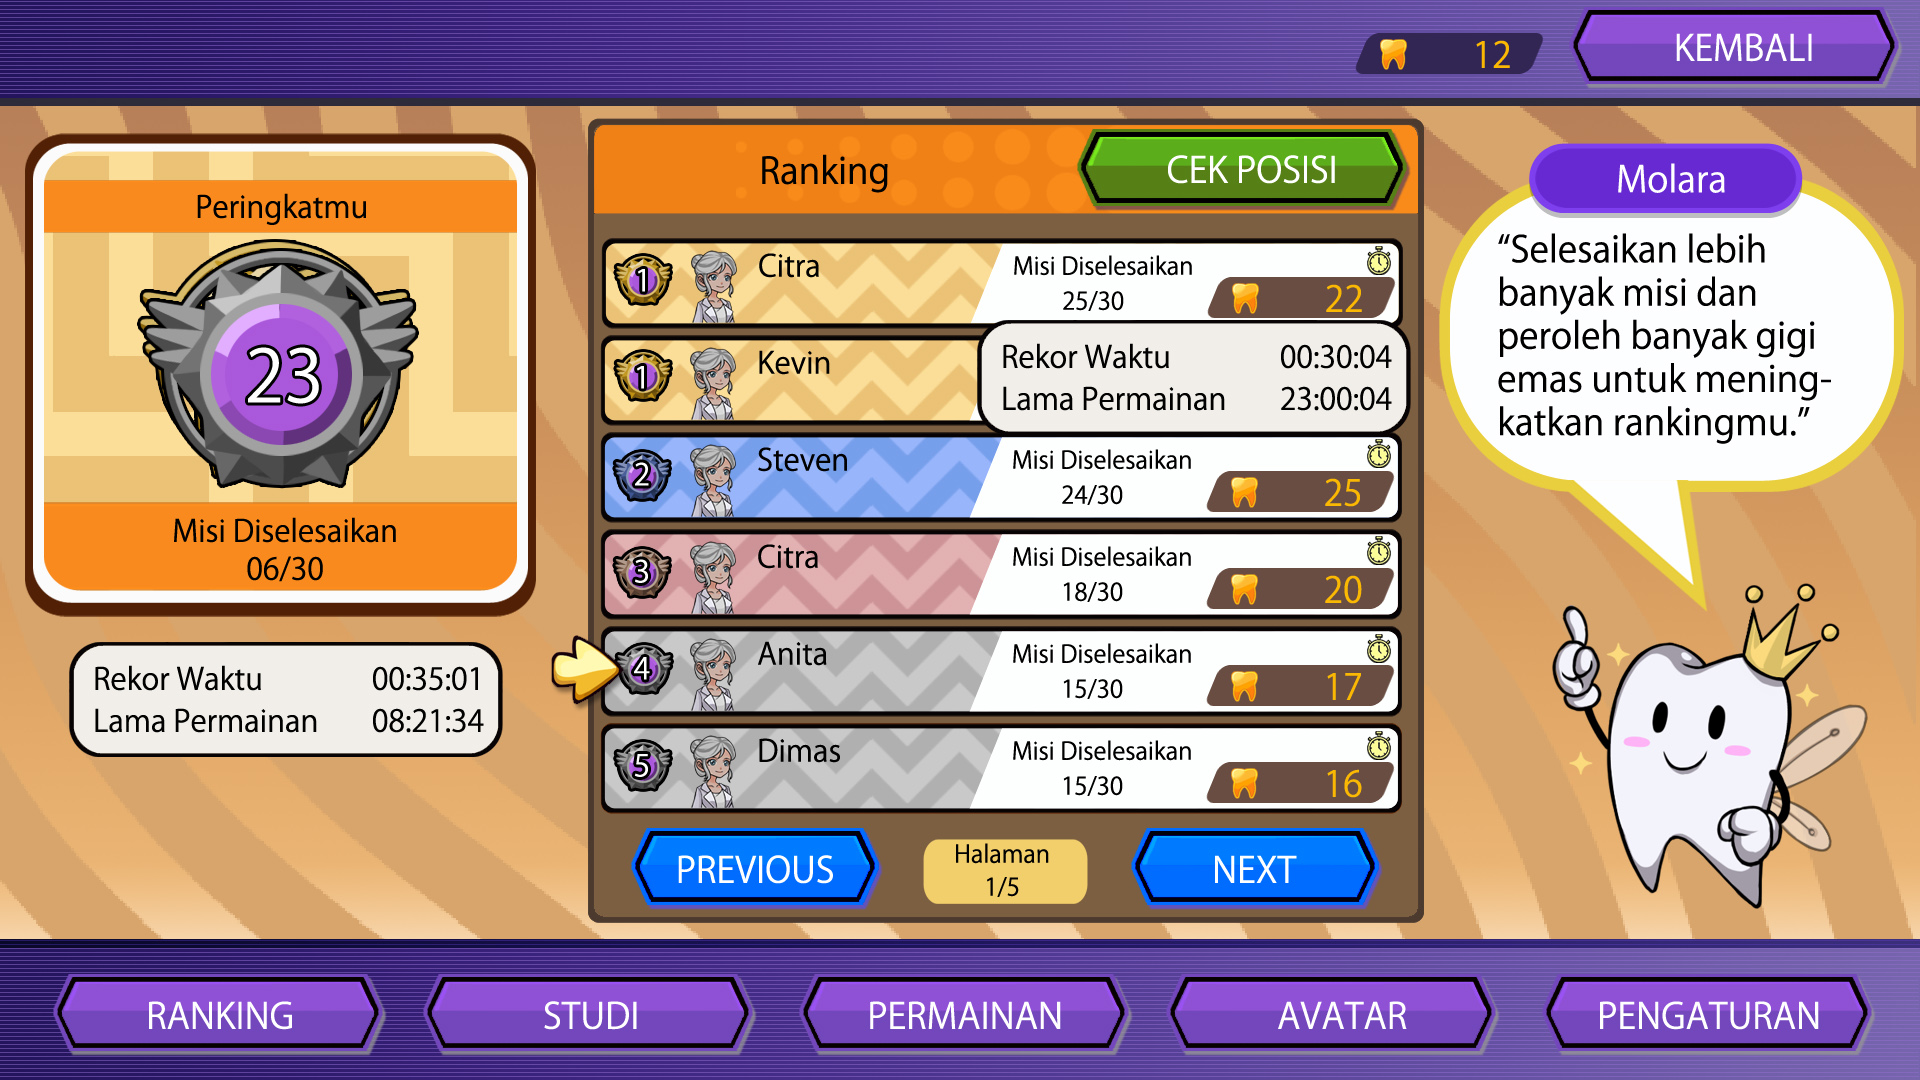 12
KEMBALI
Peringkatmu
23
Misi Diselesaikan
06/30
Rekor Waktu 00:35:01
Lama Permainan 08:21:34
Ranking
CEK POSISI
1
Citra
Misi Diselesaikan
25/30
22
1
Kevin
Rekor Waktu 00:30:04
Lama Permainan 23:00:04
2
Steven
Misi Diselesaikan
24/30
25
3
Citra
Misi Diselesaikan
18/30
20
4
Anita
Misi Diselesaikan
15/30
17
5
Dimas
Misi Diselesaikan
15/30
16
PREVIOUS
Halaman
1/5
NEXT
Molara
“Selesaikan lebih
banyak misi dan
peroleh banyak gigi
emas untuk mening-
katkan rankingmu.”
RANKING
STUDI
PERMAINAN
AVATAR
PENGATURAN